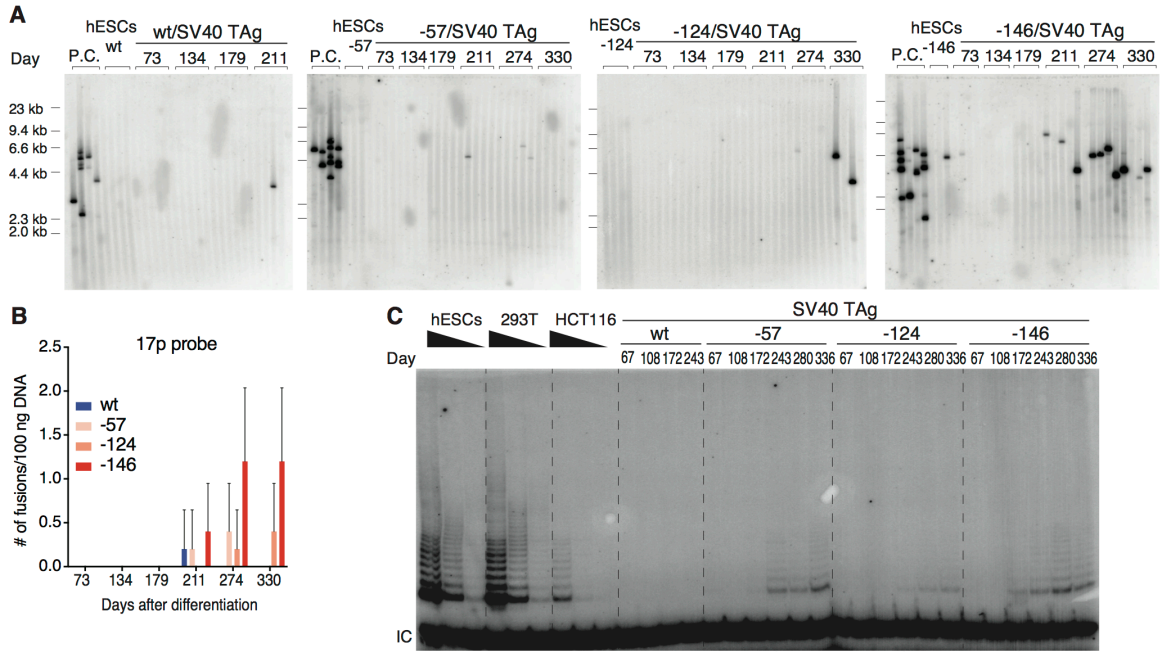 A
hESCs wt/SV40 TAg
P.C. wt
Day 73 134 179 211
23 kb
9.4 kb
6.6 kb
4.4 kb
2.3 kb
2.0 kb
hESCs -57/SV40 TAg
P.C. -57
73 134 179 211 274 330
hESCs -124/SV40 TAg
-124
73 134 179 211 274 330
hESCs -146/SV40 TAg
P.C. -146
73 134 179 211 274 330
B
17p probe
# of fusions/100 ng DNA
2.5
2.0
1.5
1.0
0.5
0.0
wt
-57
-124
-146
73 134 179 211 274 330
Days after differentiation
C
SV40 TAg
hESCs 293T HCT116 wt -57 -124 -146
Day 67 108 172 243 67 108 172 243 280 336 67 108 172 243 280 336 67 108 172 243 280 336
IC